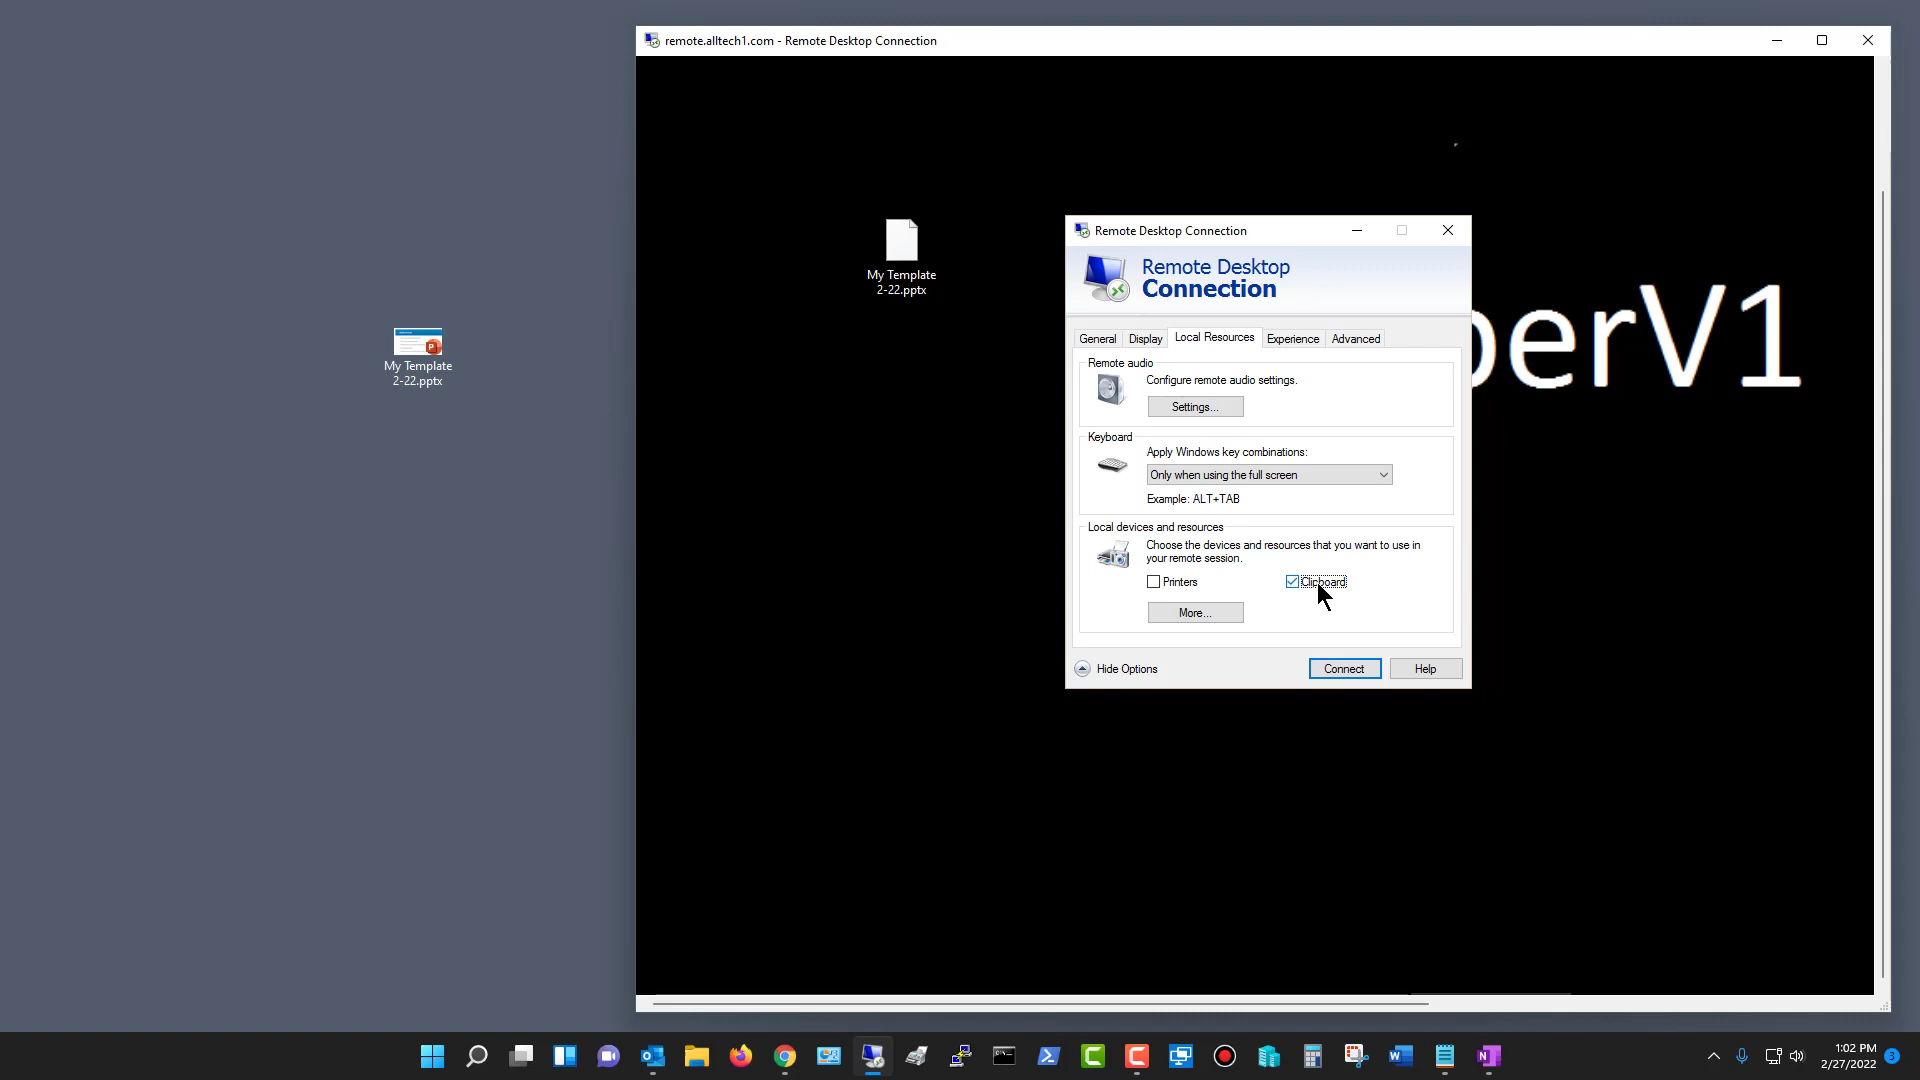 remote.alltech1.com - Remote Desktop Connection
My Template
2-22.pptx
My Template
2-22.pptx
perV1
Remote Desktop Connection
Remote Desktop
Connection
General
Display
Local Resources
Experience
Advanced
Remote audio
Configure remote audio settings.
Settings...
Keyboard
Apply Windows key combinations:
Only when using the full screen
Example: ALT+TAB
Local devices and resources
Choose the devices and resources that you want to use in
your remote session.
Printers
Clipboard
More...
Hide Options
Connect
Help
1:02 PM
2/27/2022
3